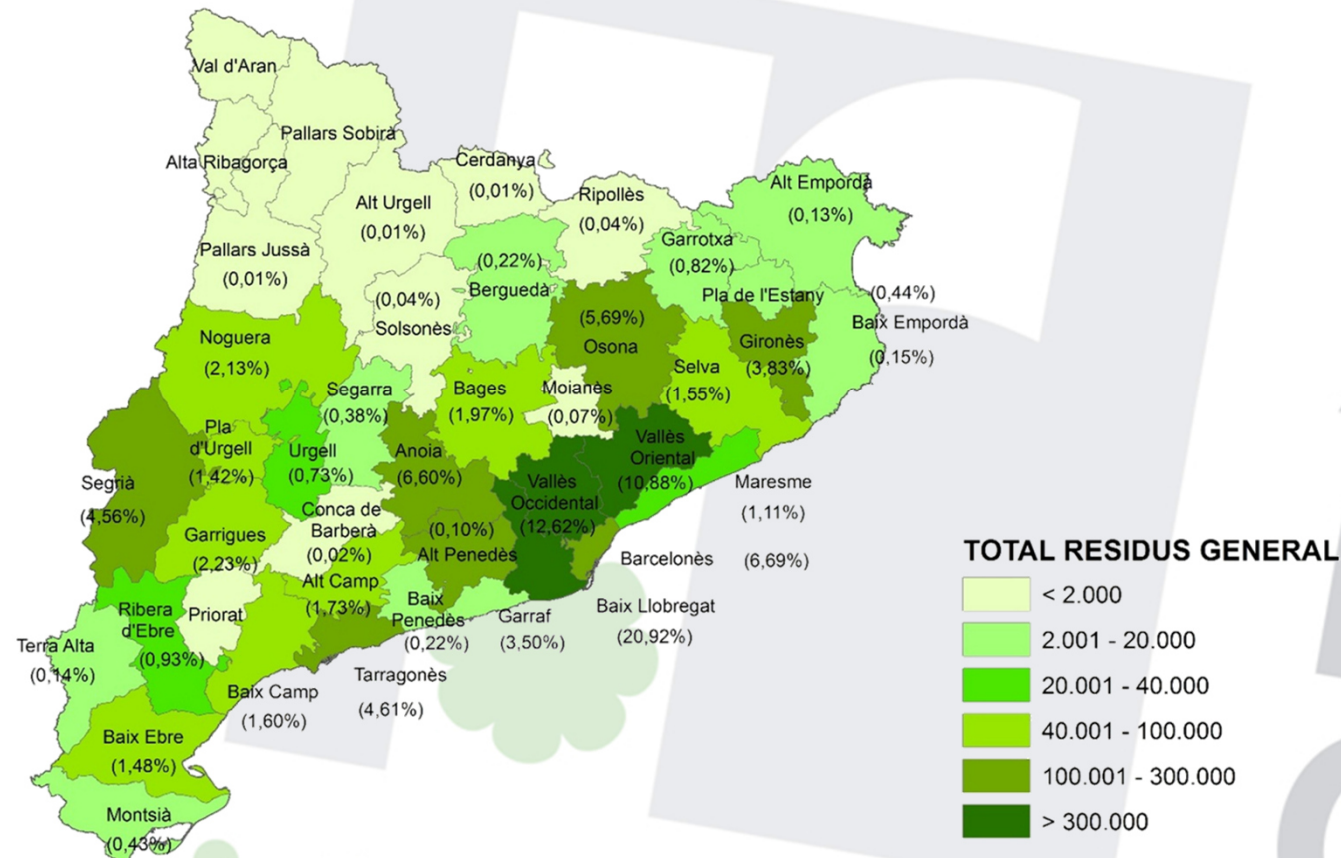 Val d'Aran
Pallars Sobirà
Alta Ribagorça
Cerdanya
(0,01%)
Ripollès
(0,04%)
Alt Empordà
(0,13%)
Alt Urgell
(0,01%)
Pallars Jussà
(0,01%)
Garrotxa
(0,82%)
(0,22%)
Berguedà
Pla de l'Estany
(0,44%)
Baix Empordà
(0,15%)
(0,04%)
Solsonès
(5,69%)
Osona
Gironès
(3,83%)
Noguera
(2,13%)
Selva
(1,55%)
Segarra
(0,38%)
Bages
(1,97%)
Moianès
(0,07%)
Pla
d'Urgell
(1,42%)
Urgell
(0,73%)
Anoia
(6,60%)
Vallès
Oriental
(10,88%)
Segrià
(4,56%)
Vallès
Occidental
(12,62%)
Maresme
(1,11%)
Conca de
Barberà
(0,02%)
Garrigues
(2,23%)
(0,10%)
Alt Penedès
Barcelonès
(6,69%)
Alt Camp
(1,73%)
Priorat
Ribera
d'Ebre
(0,93%)
Baix
Penedès
(0,22%)
Garraf
(3,50%)
Baix Llobregat
(20,92%)
Terra Alta
(0,14%)
Tarragonès
(4,61%)
Baix Camp
(1,60%)
Baix Ebre
(1,48%)
Montsià
(0,43%)
TOTAL RESIDUS GENERAL
< 2.000
2.001 - 20.000
20.001 - 40.000
40.001 - 100.000
100.001 - 300.000
> 300.000